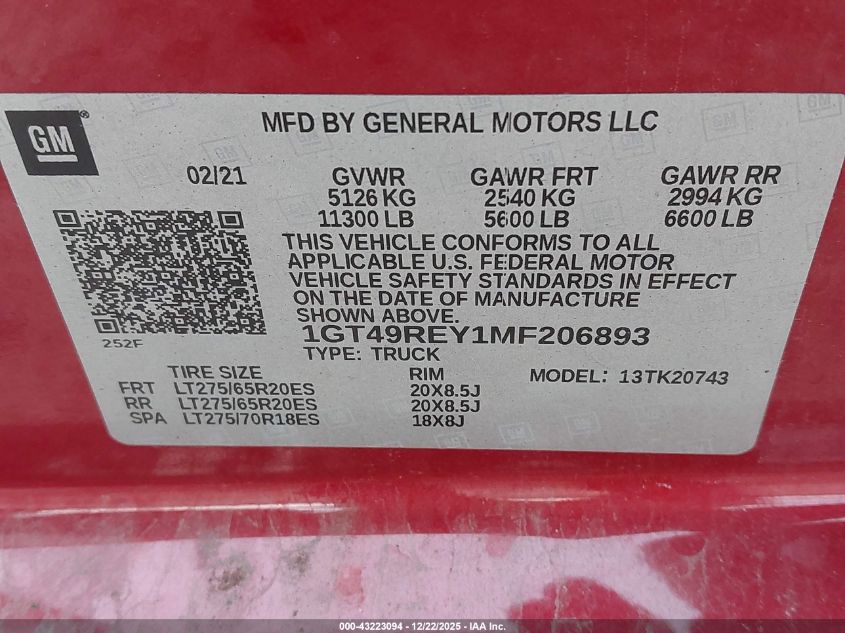 GM
MFD BY GENERAL MOTORS LLC
02/21 GVWR GAWR FRT GAWR RR
5126 KG 2540 KG 2994 KG
11300 LB 5600 LB 6600 LB
THIS VEHICLE CONFORMS TO ALL
APPLICABLE U.S. FEDERAL MOTOR
VEHICLE SAFETY STANDARDS IN EFFECT
ON THE DATE OF MANUFACTURE
SHOWN ABOVE.
252F
1GT49REY1MF206893
TYPE: TRUCK
TIRE SIZE RIM MODEL: 13TK20743
FRT LT275/65R20ES 20X8.5J
RR LT275/65R20ES 20X8.5J
SPA LT275/70R18ES 18X8J
000-43223094 - 12/22/2025 - IAA Inc.